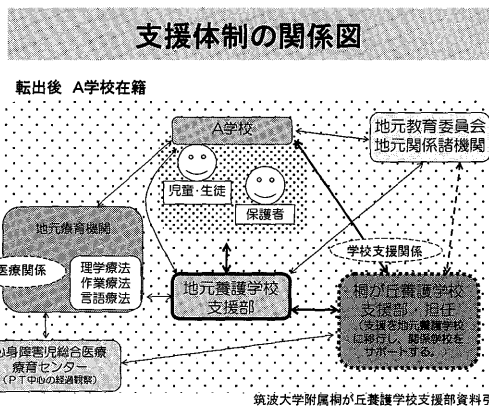 支援体制の関係図
転出後 A学校在籍
A学校
地元教育委員会
地元関係諸機関
児童・生徒
保護者
地元療育機関
医療関係
理学療法
作業療法
言語療法
学校支援関係
地元養護学校
支援部
桐が丘養護学校
支援部・担任
(支援を地元養護学校
に移行し、関係学校を
サポートする。)
心身障害児総合医療
療育センター
(PT中心の経過観察)
筑波大学附属桐が丘養護学校支援部資料引